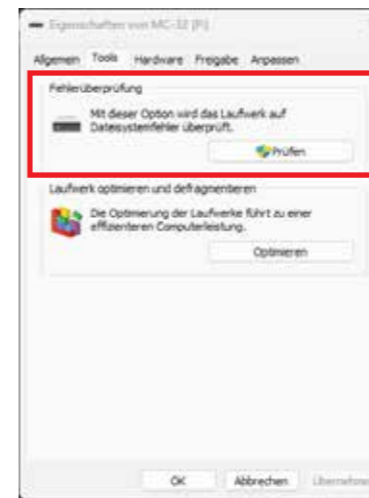 Eigenschaften von MC-32 (F:)
Allgemein Tools Hardware Freigabe Anpassen
Fehlerüberprüfung
Mit dieser Option wird das Laufwerk auf
Dateisystemfehler überprüft.
Prüfen
Laufwerk optimieren und defragmentieren
Die Optimierung der Laufwerke führt zu einer
effizienteren Computerleistung.
Optimieren
OK Abbrechen Übernehmen